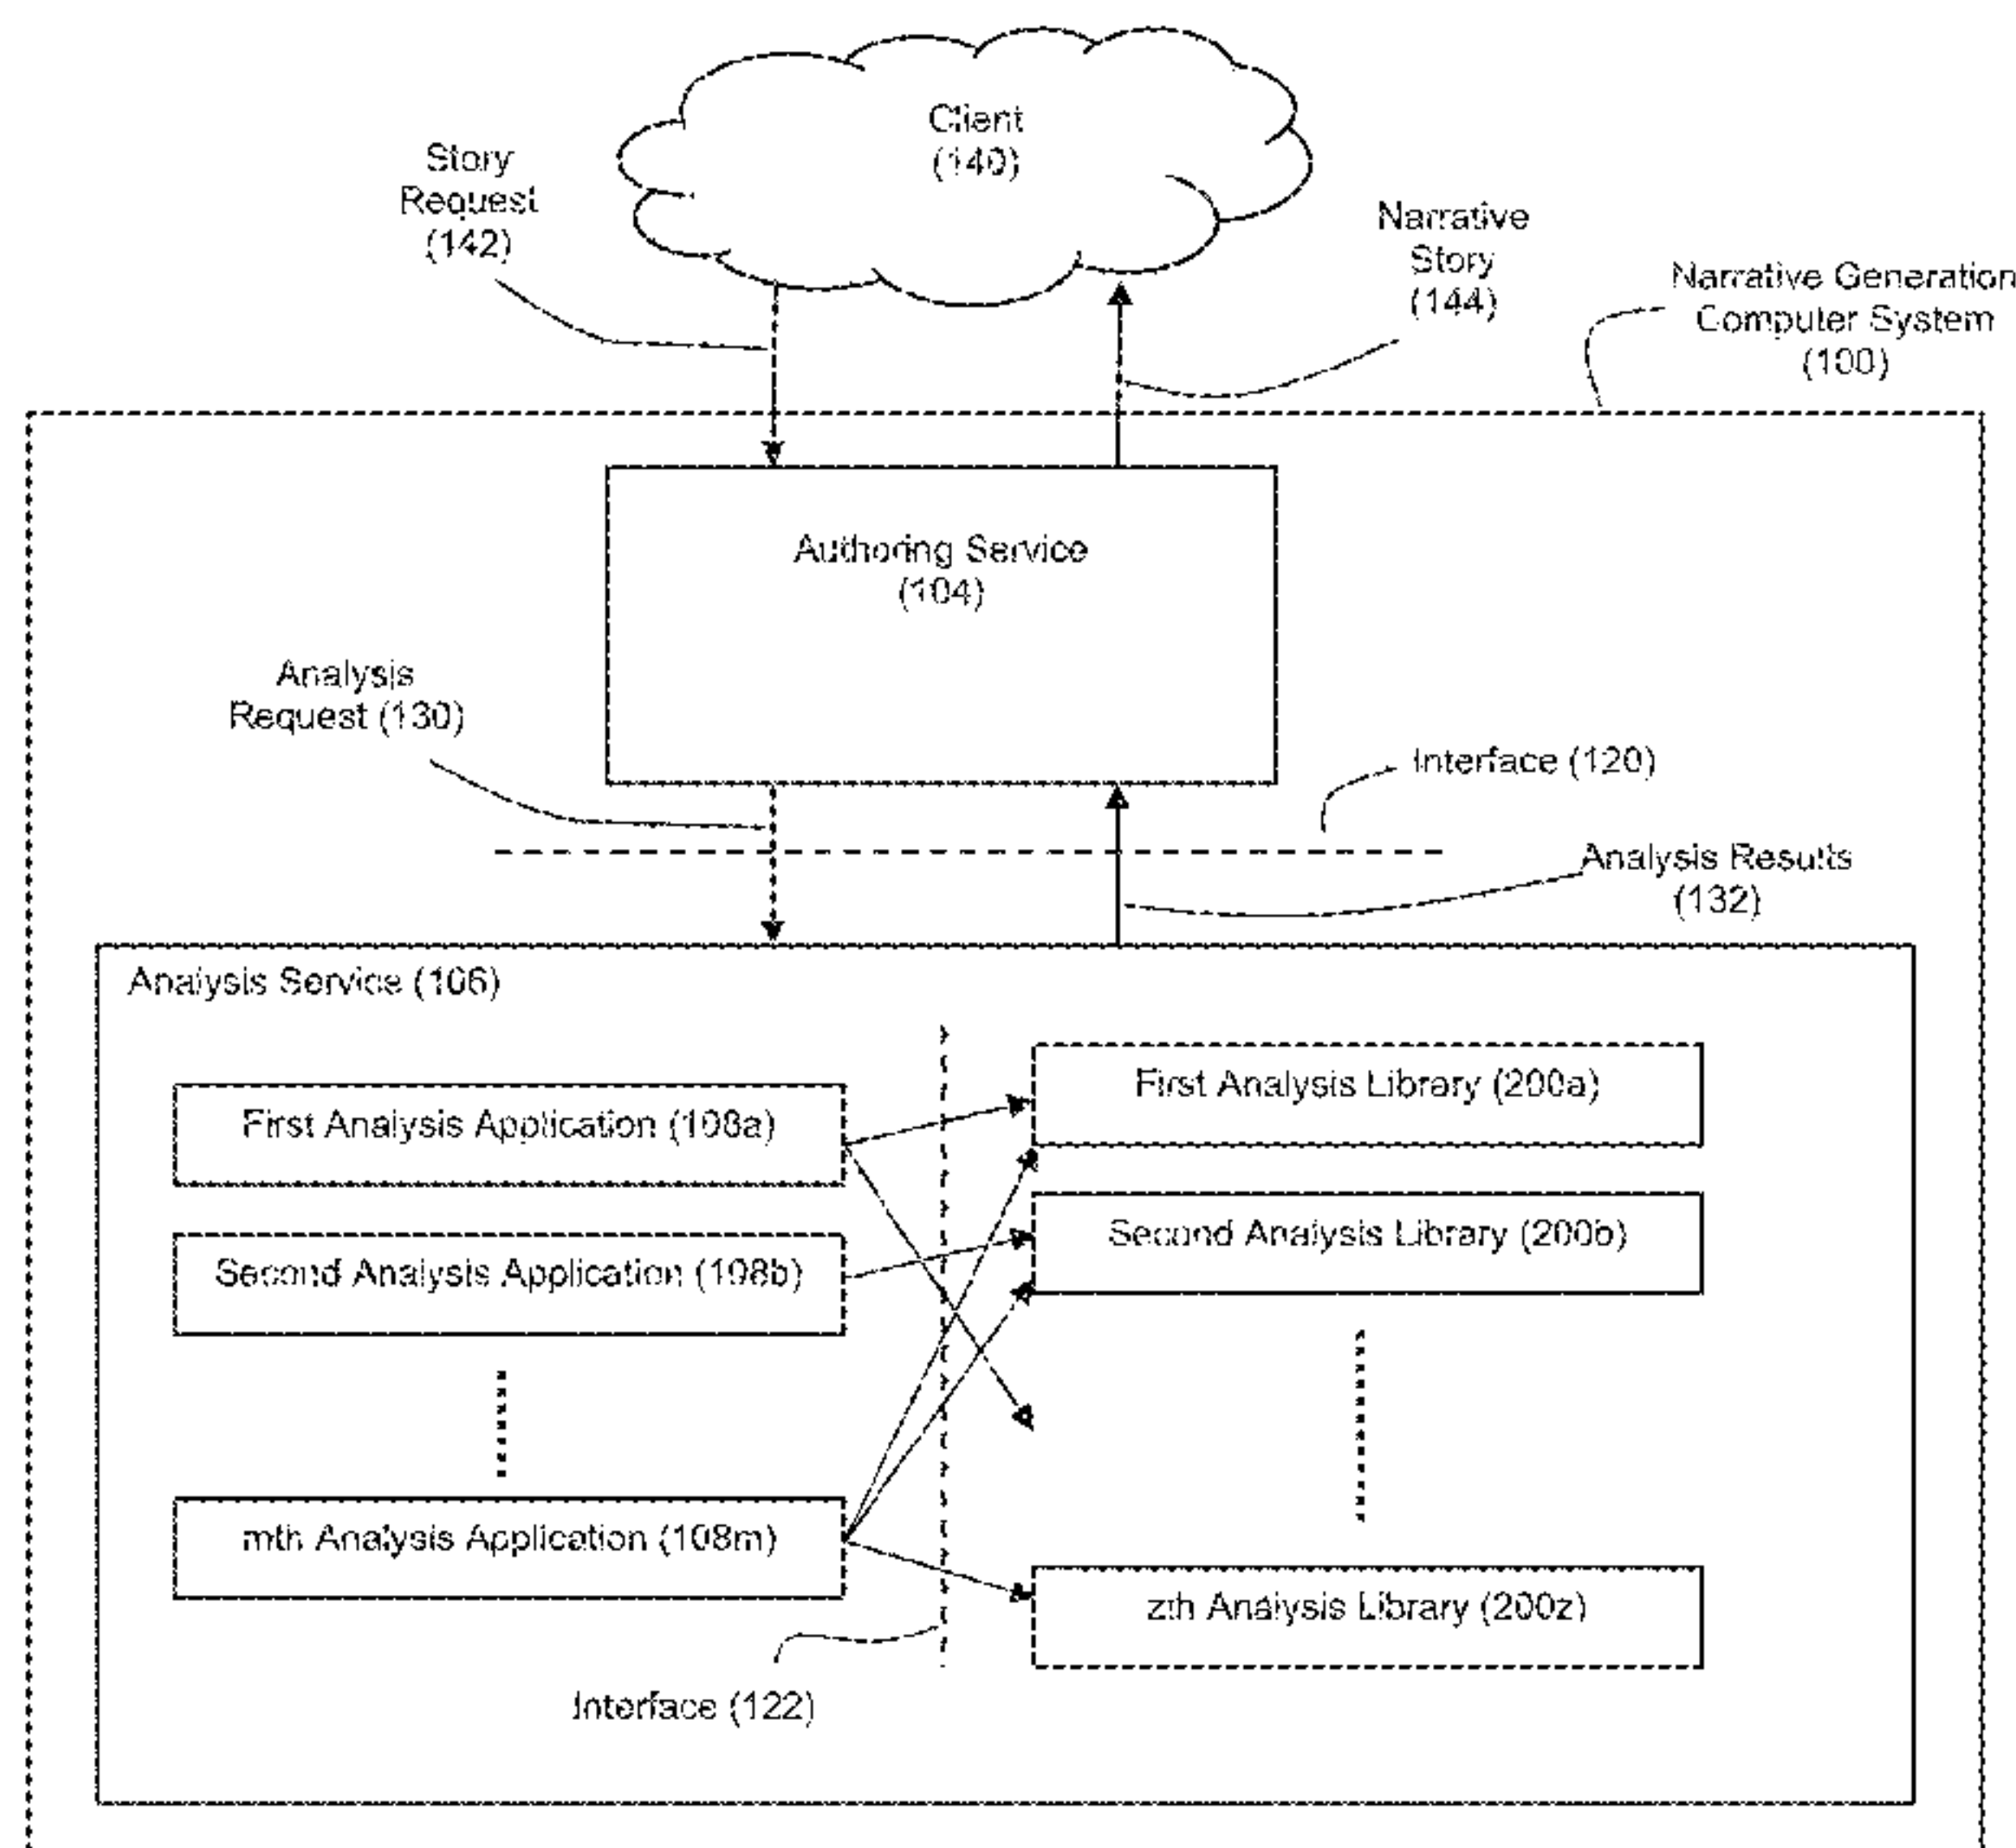 Client
(140)
Story
Request
(142)
Narrative
Story
(144)
Narrative Generation
Computer System
(100)
Authoring Service
(104)
Analysis
Request (130)
Interface (120)
Analysis Results
(132)
Analysis Service (106)
First Analysis Application (108a)
First Analysis Library (200a)
Second Analysis Application (108b)
Second Analysis Library (200b)
mth Analysis Application (108m)
zth Analysis Library (200z)
Interface (122)